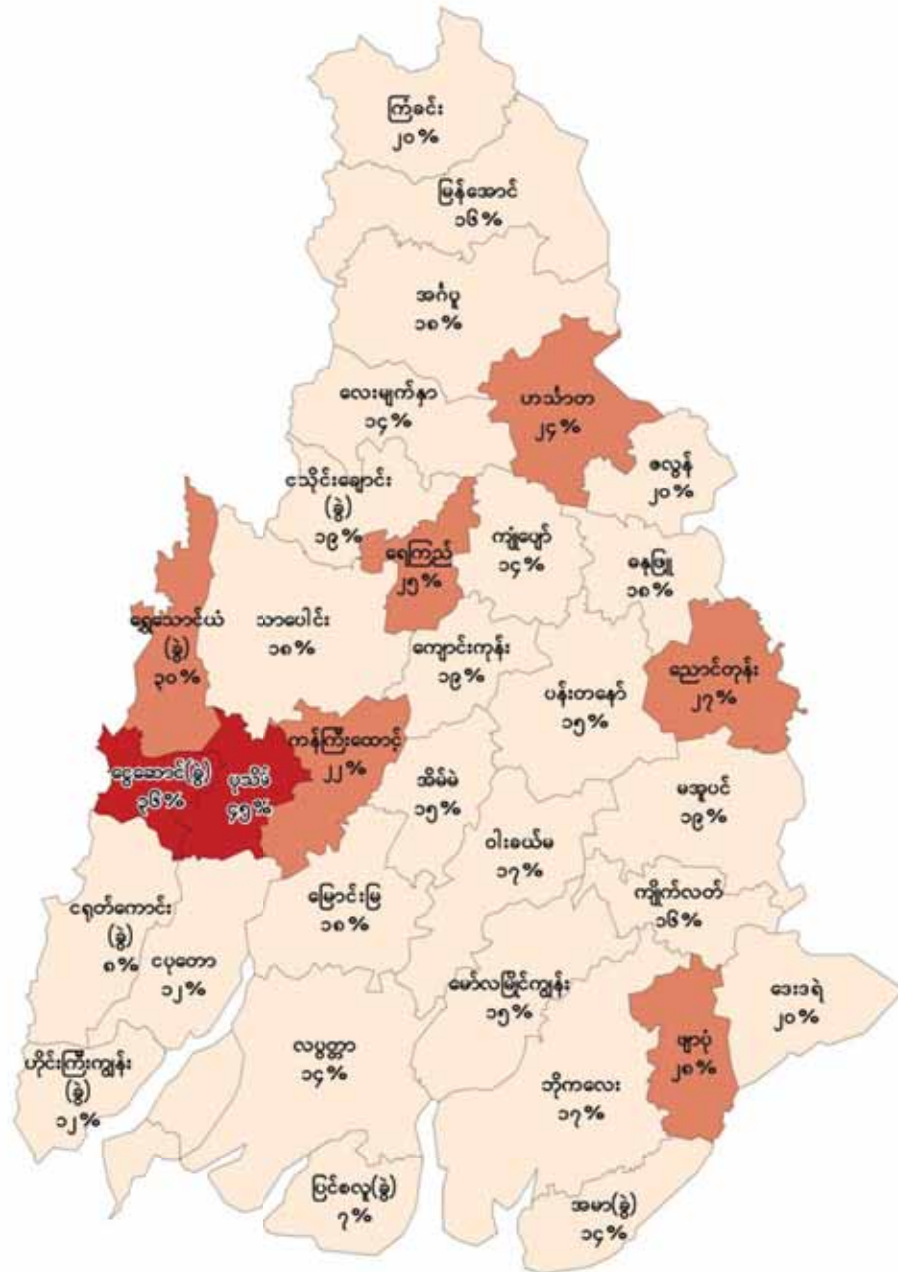 ကြံခင်း
၂၀%
မြန်အောင်
၁၆%
အင်္ဂပူ
၁၈%
လေးမျက်နှာ
၁၄%
ဟင်္သာတ
၂၄%
ဇလွန်
၂၀%
ငသိုင်းချောင်း
(ခွဲ)
၁၉%
ရေကြည်
၂၅%
ကျုံပျော်
၁၄%
ဓနုဖြူ
၁၈%
ရွှေသောင်ယံ
(ခွဲ)
၃၀%
သာပေါင်း
၁၈%
ကျောင်းကုန်း
၁၉%
ပန်းတနော်
၁၅%
ညောင်တုန်း
၂၇%
ငွေဆောင်(ခွဲ)
၃၆%
ပုသိမ်
၄၅%
ကန်ကြီးထောင့်
၂၂%
အိမ်မဲ
၁၅%
မအူပင်
၁၉%
ဝါးခယ်မ
၁၇%
ငရုတ်ကောင်း
(ခွဲ)
၈%
ငပုတော
၁၂%
မြောင်းမြ
၁၈%
ကျိုက်လတ်
၁၆%
မော်လမြိုင်ကျွန်း
၁၅%
ဒေးဒရဲ
၂၀%
ဖျာပုံ
၂၈%
ဟိုင်းကြီးကျွန်း
(ခွဲ)
၁၂%
လပွတ္တာ
၁၄%
ဘိုကလေး
၁၇%
ပြင်စလူ(ခွဲ)
၇%
အမာ(ခွဲ)
၁၄%